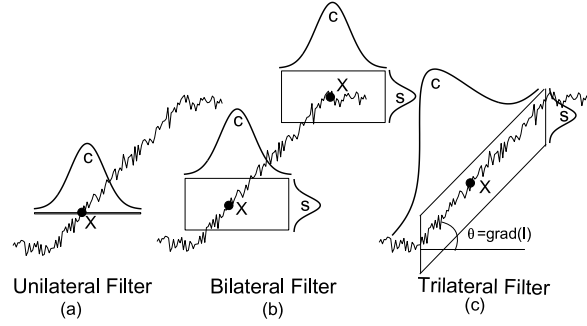 c
X
Unilateral Filter
(a)
c
s
X
c
s
X
Bilateral Filter
(b)
c
s
X
θ =grad(I)
Trilateral Filter
(c)